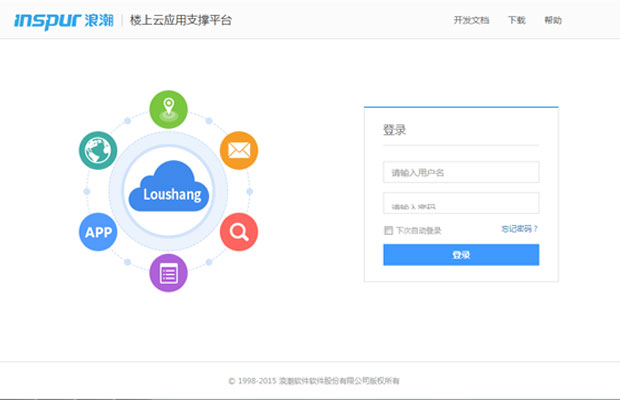 inspur 浪潮 | 楼上云应用支撑平台
开发文档 下载 帮助
Loushang
APP
登录
请输入用户名
请输入密码
下次自动登录 忘记密码？
登录
© 1998-2015 浪潮软件软件股份有限公司版权所有